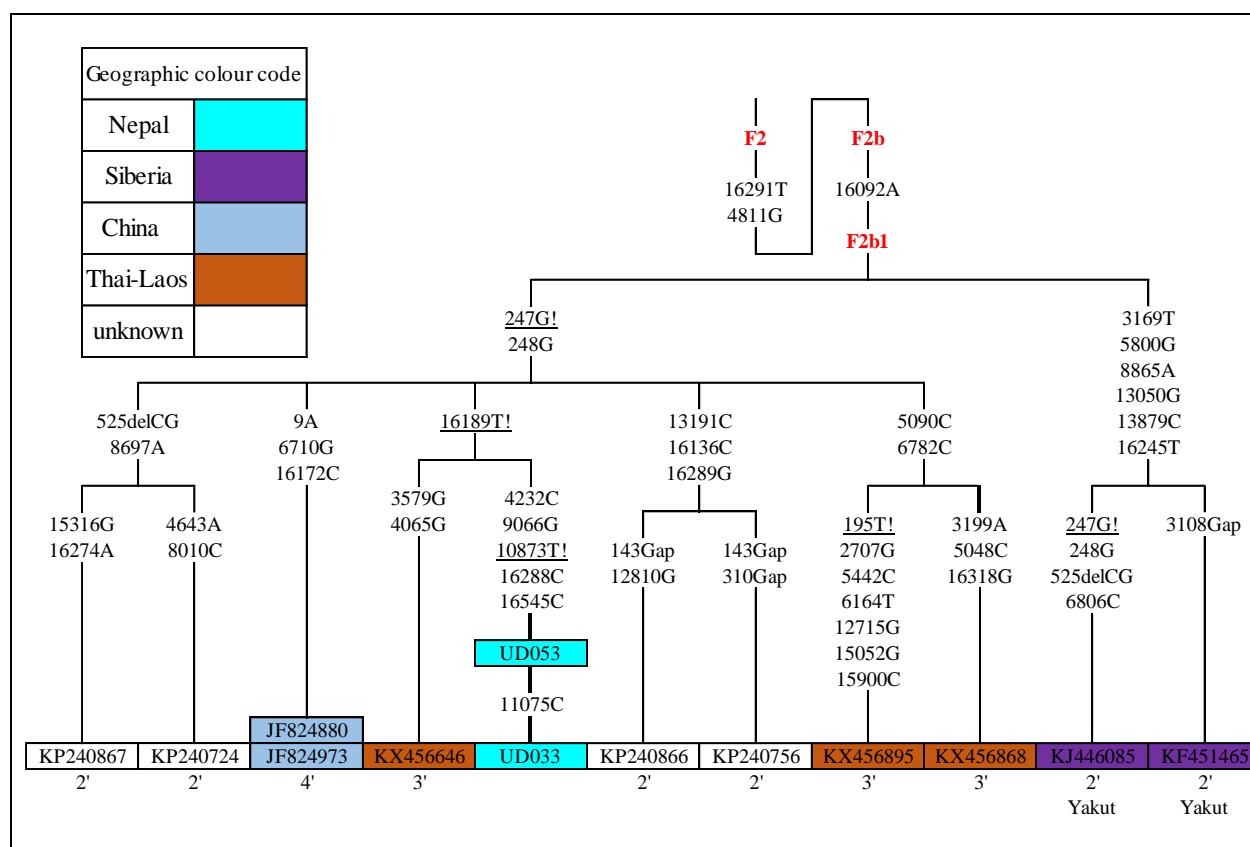 Geographic colour code
Nepal
Siberia
China
Thai-Laos
unknown
F2
16291T
4811G
F2b
16092A
F2b1
247G!
248G
3169T
5800G
8865A
13050G
13879C
16245T
525delCG
8697A
9A
6710G
16172C
16189T!
13191C
16136C
16289G
5090C
6782C
15316G
16274A
4643A
8010C
3579G
4065G
4232C
9066G
10873T!
16288C
16545C
UD053
11075C
143Gap
12810G
143Gap
310Gap
195T!
2707G
5442C
6164T
12715G
15052G
15900C
3199A
5048C
16318G
247G!
248G
525delCG
6806C
3108Gap
JF824880
KP240867 KP240724 JF824973 KX456646 UD033 KP240866 KP240756 KX456895 KX456868 KJ446085 KF451465
2' 2' 4' 3' 2' 2' 3' 3' 2' 2'
Yakut Yakut